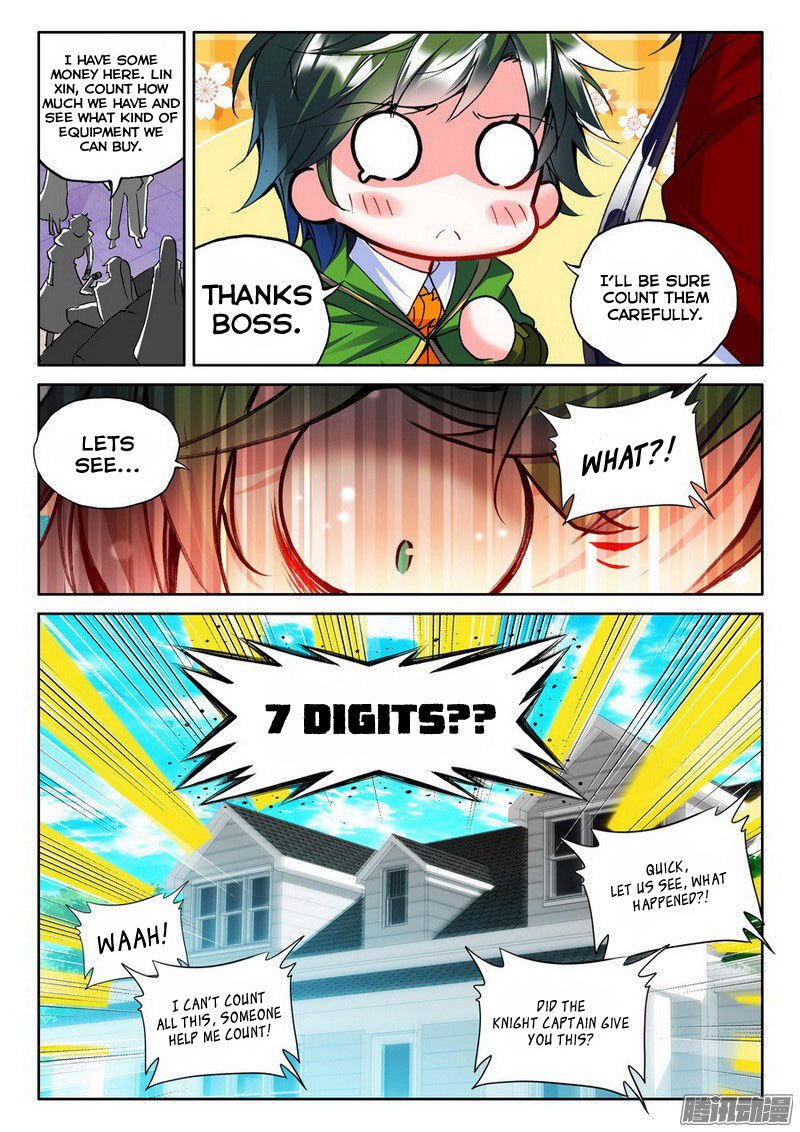 I HAVE SOME
MONEY HERE. LIN
XIN, COUNT HOW
MUCH WE HAVE AND
SEE WHAT KIND OF
EQUIPMENT WE
CAN BUY.
THANKS
BOSS.
I'LL BE SURE
COUNT THEM
CAREFULLY.
LETS
SEE...
WHAT?!
7 DIGITS??
QUICK,
LET US SEE, WHAT
HAPPENED?!
WAAH!
I CAN'T COUNT
ALL THIS, SOMEONE
HELP ME COUNT!
DID THE
KNIGHT CAPTAIN GIVE
YOU THIS?
腾讯动漫